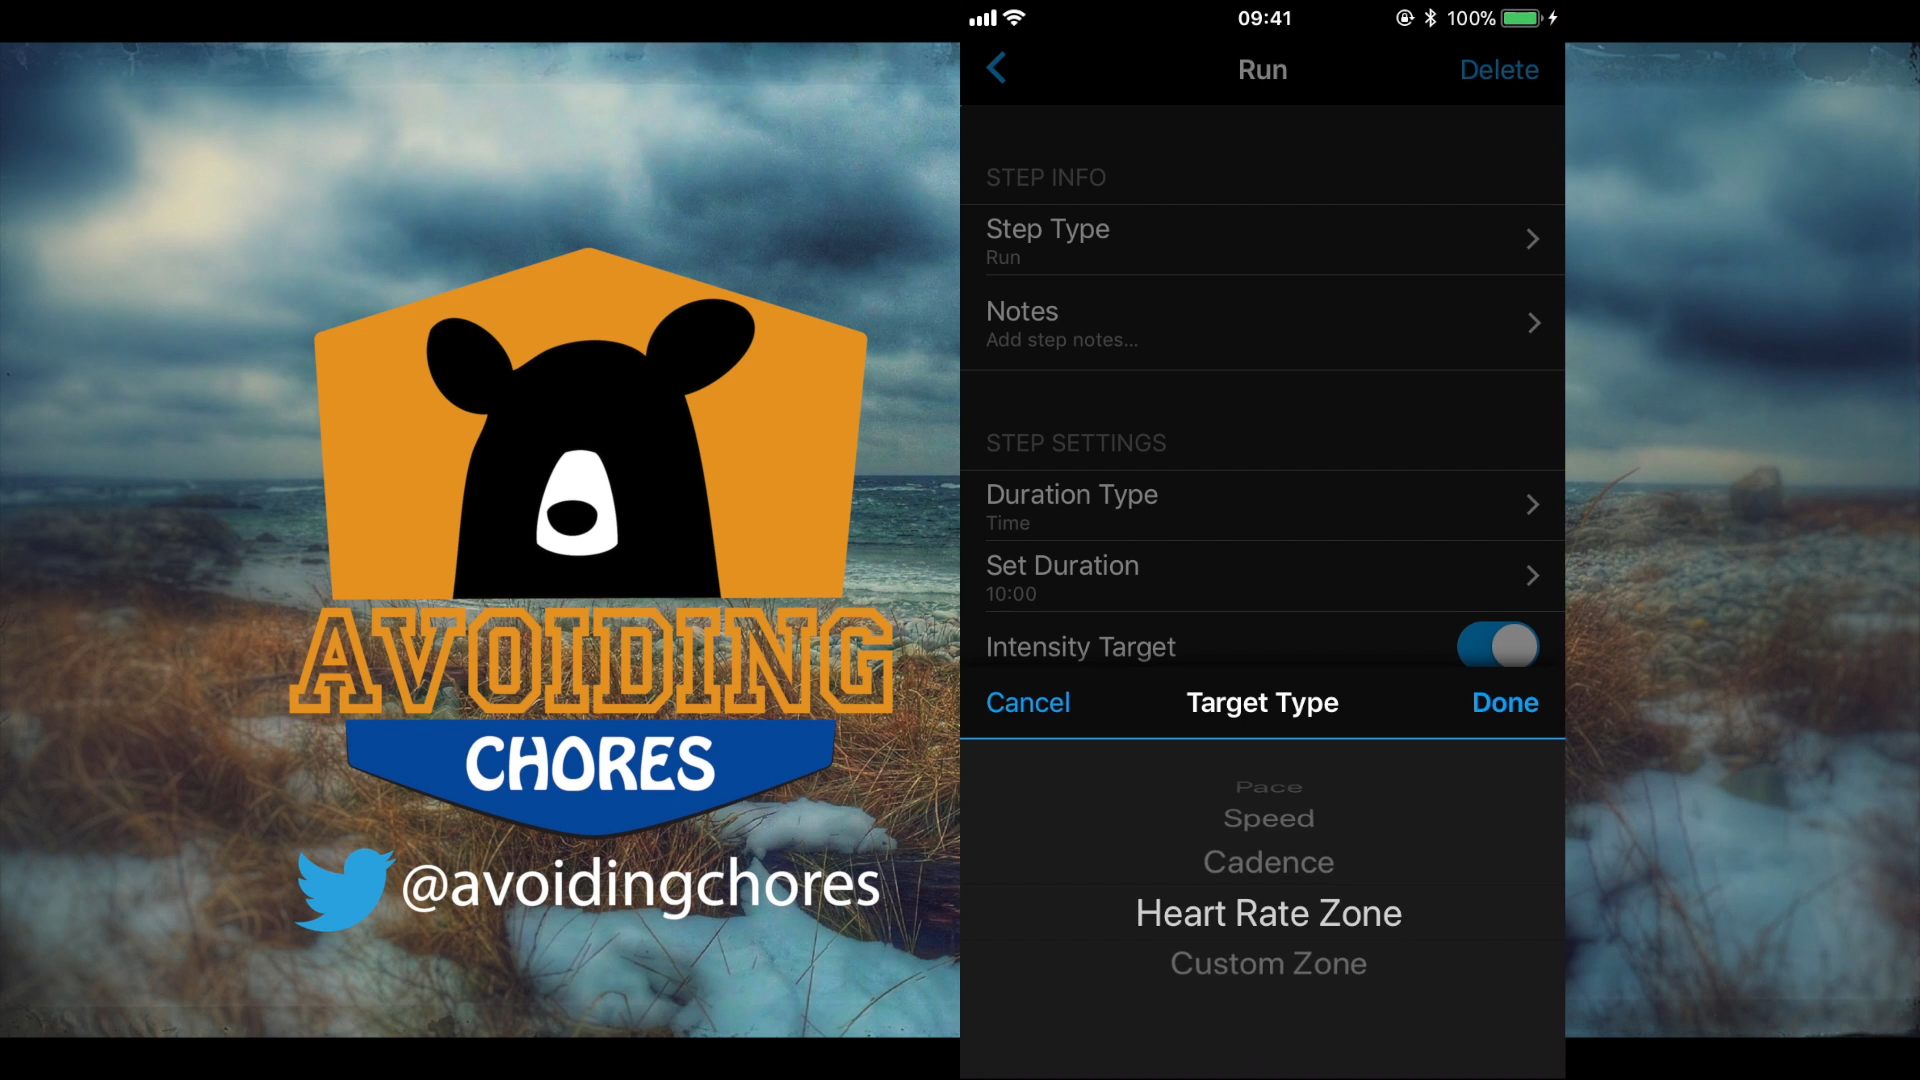 AVOIDING
CHORES
@avoidingchores
09:41
100%
Run
Delete
STEP INFO
Step Type
Run
Notes
Add step notes...
STEP SETTINGS
Duration Type
Time
Set Duration
10:00
Intensity Target
Cancel
Target Type
Done
Pace
Speed
Cadence
Heart Rate Zone
Custom Zone